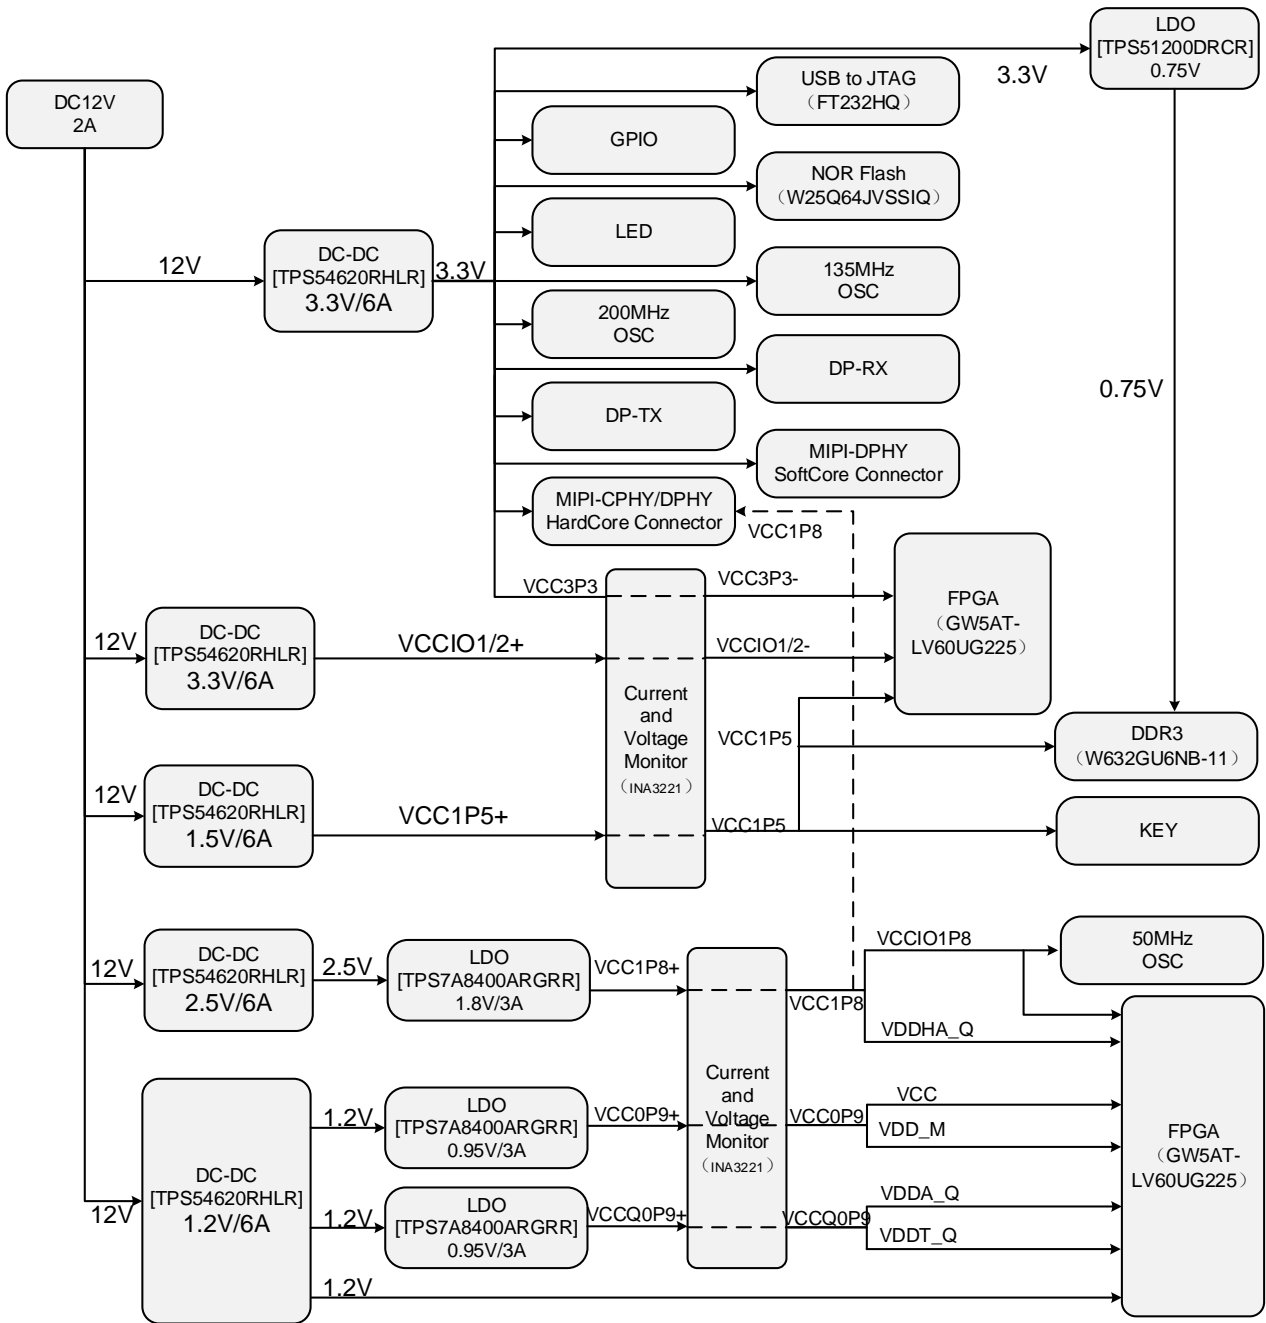 LDO
[TPS51200DRCR]
0.75V
3.3V
USB to JTAG
（FT232HQ）
DC12V
2A
GPIO
NOR Flash
（W25Q64JVSSIQ）
LED
12V
DC-DC
[TPS54620RHLR]
3.3V/6A
3.3V
135MHz
OSC
200MHz
OSC
DP-RX
0.75V
DP-TX
MIPI-DPHY
SoftCore Connector
MIPI-CPHY/DPHY
HardCore Connector
VCC1P8
VCC3P3
VCC3P3-
FPGA
（GW5AT-
LV60UG225）
12V
DC-DC
[TPS54620RHLR]
3.3V/6A
VCCIO1/2+
VCCIO1/2-
Current
and
Voltage
Monitor
（INA3221）
VCC1P5
DDR3
（W632GU6NB-11）
12V
DC-DC
[TPS54620RHLR]
1.5V/6A
VCC1P5+
VCC1P5
KEY
12V
DC-DC
[TPS54620RHLR]
2.5V/6A
2.5V
LDO
[TPS7A8400ARGRR]
1.8V/3A
VCC1P8+
VCC1P8
VCCIO1P8
50MHz
OSC
VDDHA_Q
Current
and
Voltage
Monitor
（INA3221）
12V
DC-DC
[TPS54620RHLR]
1.2V/6A
1.2V
LDO
[TPS7A8400ARGRR]
0.95V/3A
VCC0P9+
VCC0P9
VCC
VDD_M
FPGA
（GW5AT-
LV60UG225）
1.2V
LDO
[TPS7A8400ARGRR]
0.95V/3A
VCCQ0P9+
VCCQ0P9
VDDA_Q
VDDT_Q
1.2V